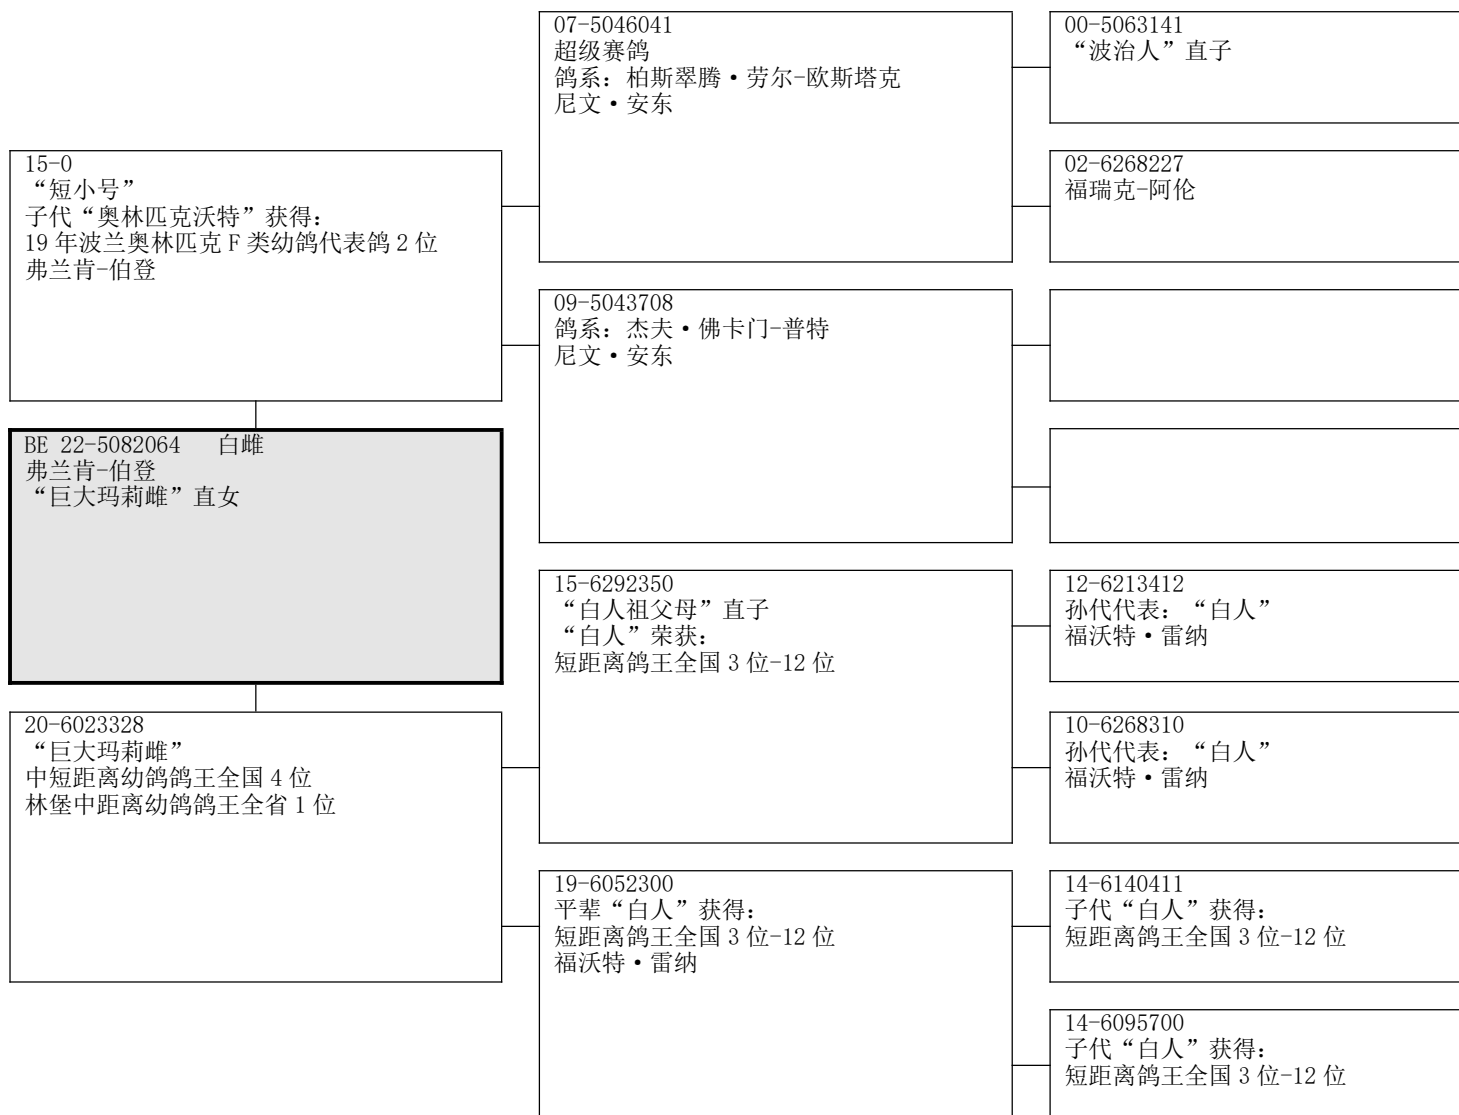 07-5046041
超级赛鸽
鸽系：柏斯翠腾•劳尔-欧斯塔克
尼文•安东
00-5063141
“波治人”直子
15-0
“短小号”
子代“奥林匹克沃特”获得：
19 年波兰奥林匹克 F 类幼鸽代表鸽 2 位
弗兰肯-伯登
02-6268227
福瑞克-阿伦
09-5043708
鸽系：杰夫•佛卡门-普特
尼文•安东
BE 22-5082064 白雌
弗兰肯-伯登
“巨大玛莉雌”直女
15-6292350
“白人祖父母”直子
“白人”荣获：
短距离鸽王全国 3 位-12 位
12-6213412
孙代代表：“白人”
福沃特•雷纳
20-6023328
“巨大玛莉雌”
中短距离幼鸽鸽王全国 4 位
林堡中距离幼鸽鸽王全省 1 位
10-6268310
孙代代表：“白人”
福沃特•雷纳
19-6052300
平辈“白人”获得：
短距离鸽王全国 3 位-12 位
福沃特•雷纳
14-6140411
子代“白人”获得：
短距离鸽王全国 3 位-12 位
14-6095700
子代“白人”获得：
短距离鸽王全国 3 位-12 位